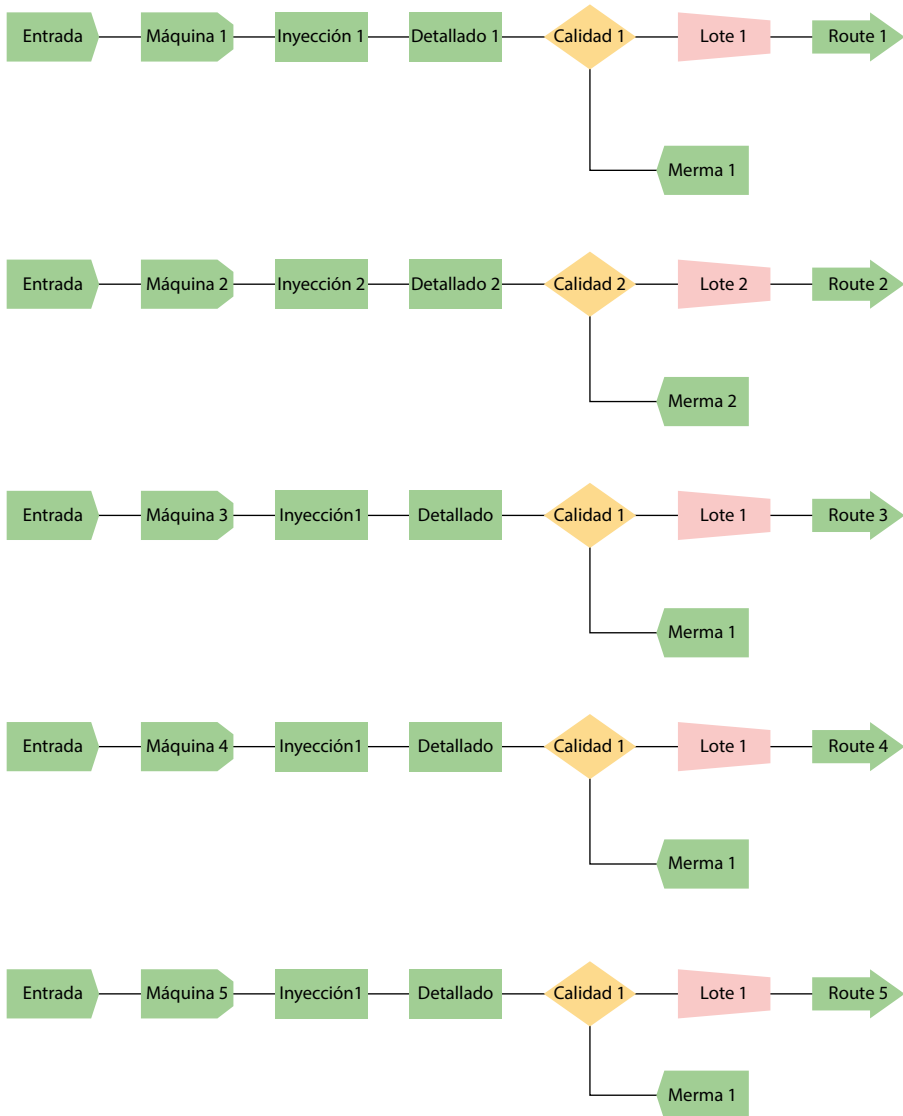 Entrada
Máquina 1
Inyección 1
Detallado 1
Calidad 1
Lote 1
Route 1
Merma 1
Entrada
Máquina 2
Inyección 2
Detallado 2
Calidad 2
Lote 2
Route 2
Merma 2
Entrada
Máquina 3
Inyección1
Detallado
Calidad 1
Lote 1
Route 3
Merma 1
Entrada
Máquina 4
Inyección1
Detallado
Calidad 1
Lote 1
Route 4
Merma 1
Entrada
Máquina 5
Inyección1
Detallado
Calidad 1
Lote 1
Route 5
Merma 1